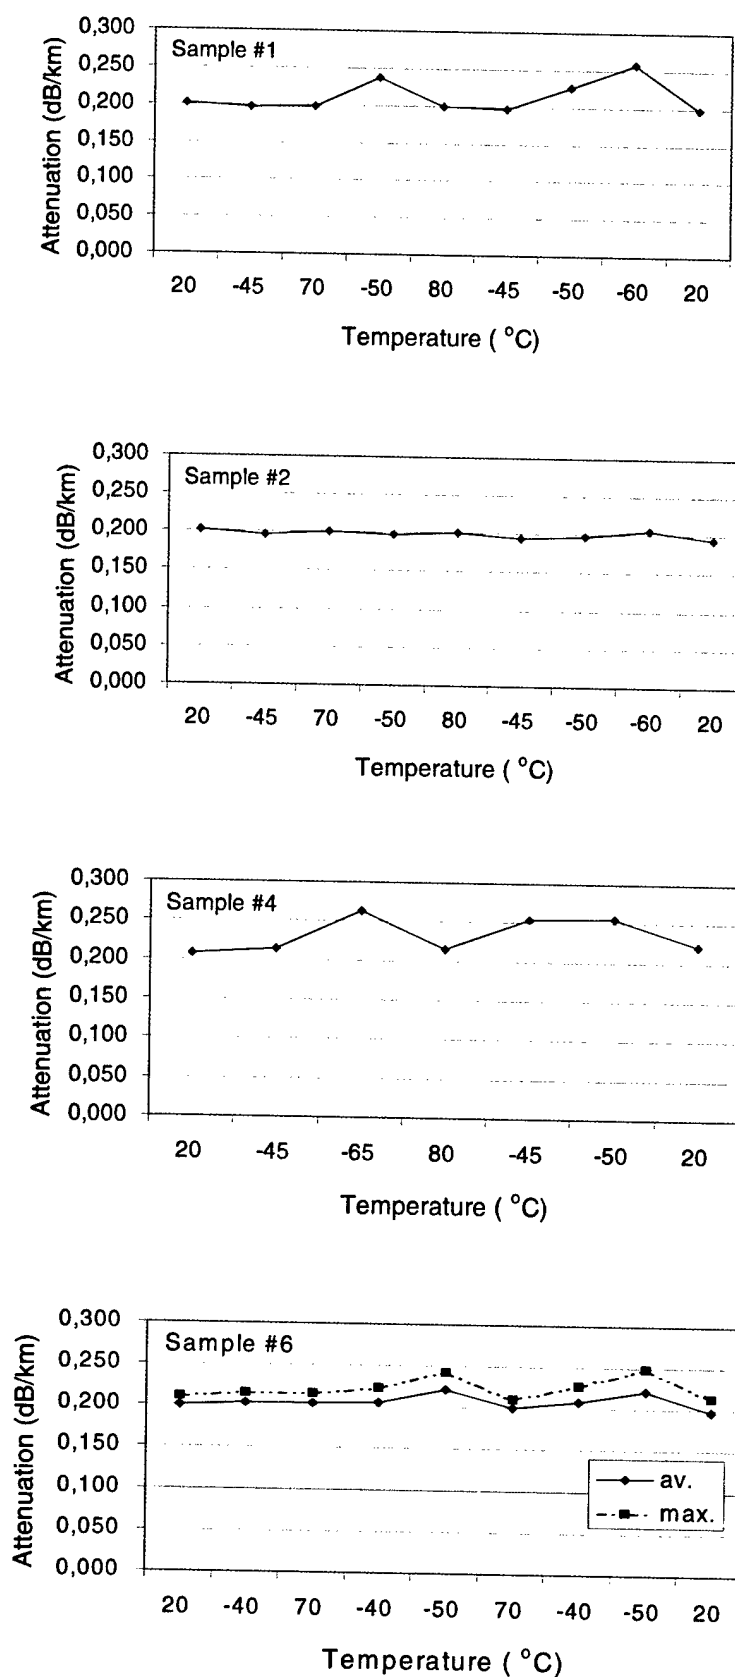 Sample #1
Attenuation (dB/km)
0,300
0,250
0,200
0,150
0,100
0,050
0,000
20 -45 70 -50 80 -45 -50 -60 20
Temperature ( °C)
Sample #2
Attenuation (dB/km)
0,300
0,250
0,200
0,150
0,100
0,050
0,000
20 -45 70 -50 80 -45 -50 -60 20
Temperature ( °C)
Sample #4
Attenuation (dB/km)
0,300
0,250
0,200
0,150
0,100
0,050
0,000
20 -45 -65 80 -45 -50 20
Temperature ( °C)
Sample #6
Attenuation (dB/km)
0,300
0,250
0,200
0,150
0,100
0,050
0,000
av.
max.
20 -40 70 -40 -50 70 -40 -50 20
Temperature ( °C)